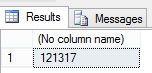 Results Messages
(No column name)
1 121317